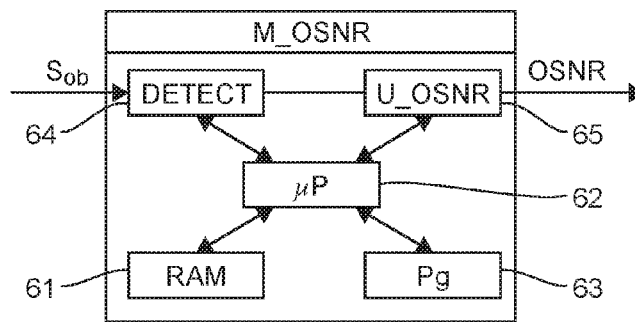 M_OSNR
S_ob DETECT U_OSNR OSNR
64 65
μP
62
61 RAM Pg 63